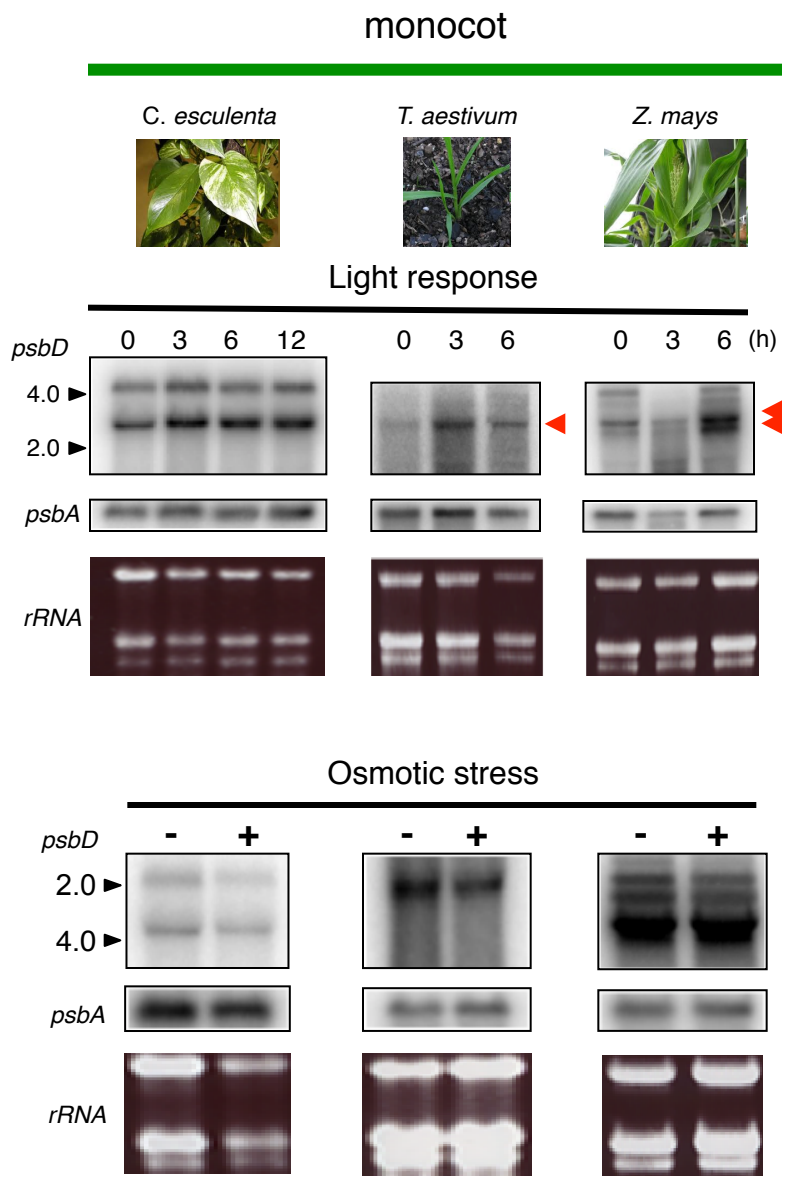 monocot
C. esculenta T. aestivum Z. mays
Light response
psbD 0 3 6 12 0 3 6 0 3 6 (h)
4.0
2.0
psbA
rRNA
Osmotic stress
psbD - + - + - +
2.0
4.0
psbA
rRNA